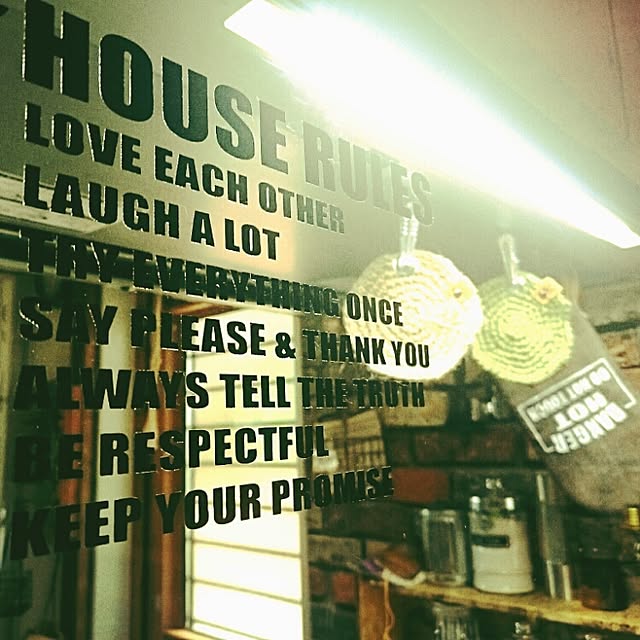 HOUSE RULES
LOVE EACH OTHER
LAUGH A LOT
TRY EVERYTHING ONCE
SAY PLEASE & THANK YOU
ALWAYS TELL THE TRUTH
BE RESPECTFUL
KEEP YOUR PROMISE
DANGER
HOT
DO NOT TOUCH